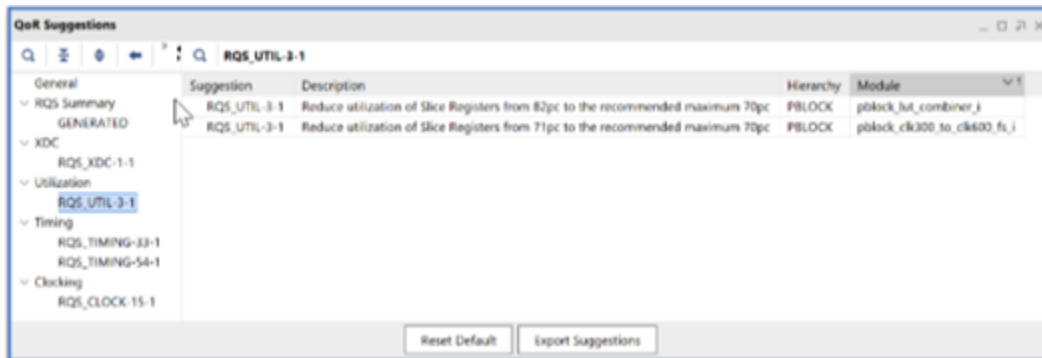 QoR Suggestions
RQS_UTIL-3-1
General
RQS Summary
GENERATED
XDC
RQS_XDC-1-1
Utilization
RQS_UTIL-3-1
Timing
RQS_TIMING-33-1
RQS_TIMING-54-1
Clocking
RQS_CLOCK-15-1
Suggestion Description Hierarchy Module 1
RQS_UTIL-3-1 Reduce utilization of Slice Registers from 82pc to the recommended maximum 70pc PBLOCK pblock_lut_combiner_i
RQS_UTIL-3-1 Reduce utilization of Slice Registers from 71pc to the recommended maximum 70pc PBLOCK pblock_clk300_to_clk600_fs_i
Reset Default Export Suggestions